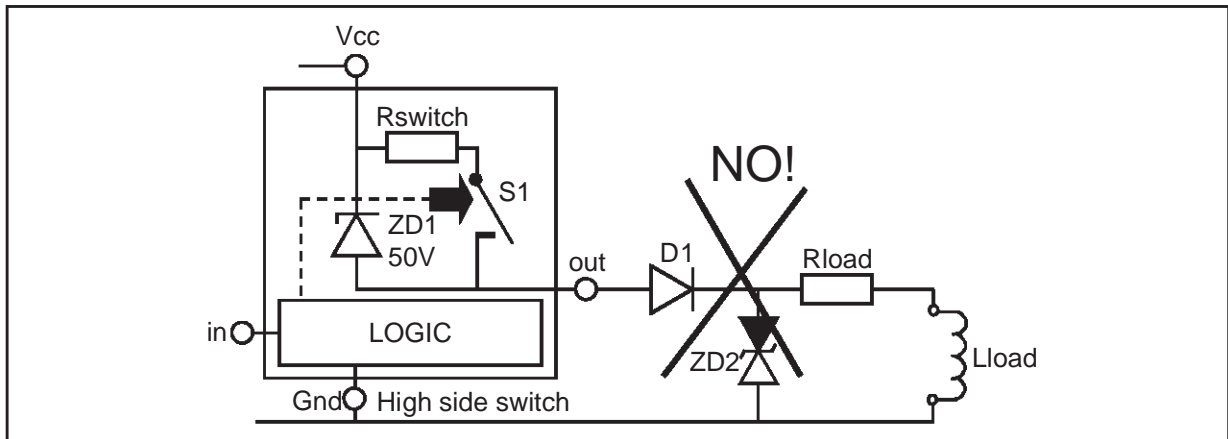 Vcc
Rswitch
NO!
S1
ZD1
50V
out
D1
Rload
in
LOGIC
ZD2
Lload
Gnd
High side switch